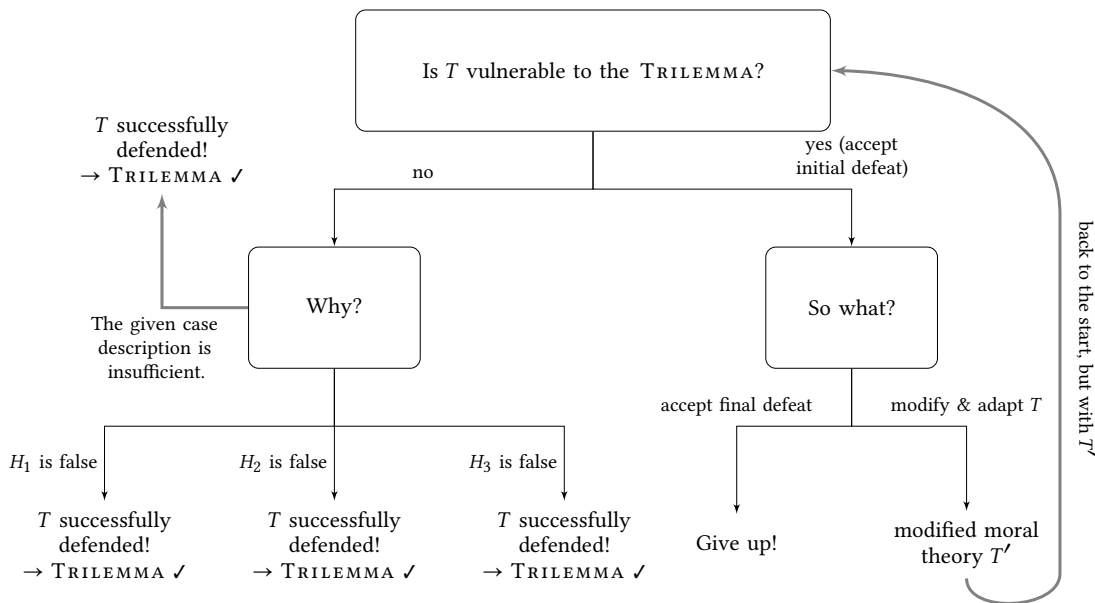 Is T vulnerable to the TRILEMMA?
T successfully
defended!
→ TRILEMMA ✓
no
yes (accept
initial defeat)
Why?
So what?
The given case
description is
insufficient.
back to the start, but with T′
accept final defeat
modify & adapt T
H₁ is false
H₂ is false
H₃ is false
T successfully
defended!
→ TRILEMMA ✓
T successfully
defended!
→ TRILEMMA ✓
T successfully
defended!
→ TRILEMMA ✓
Give up!
modified moral
theory T′